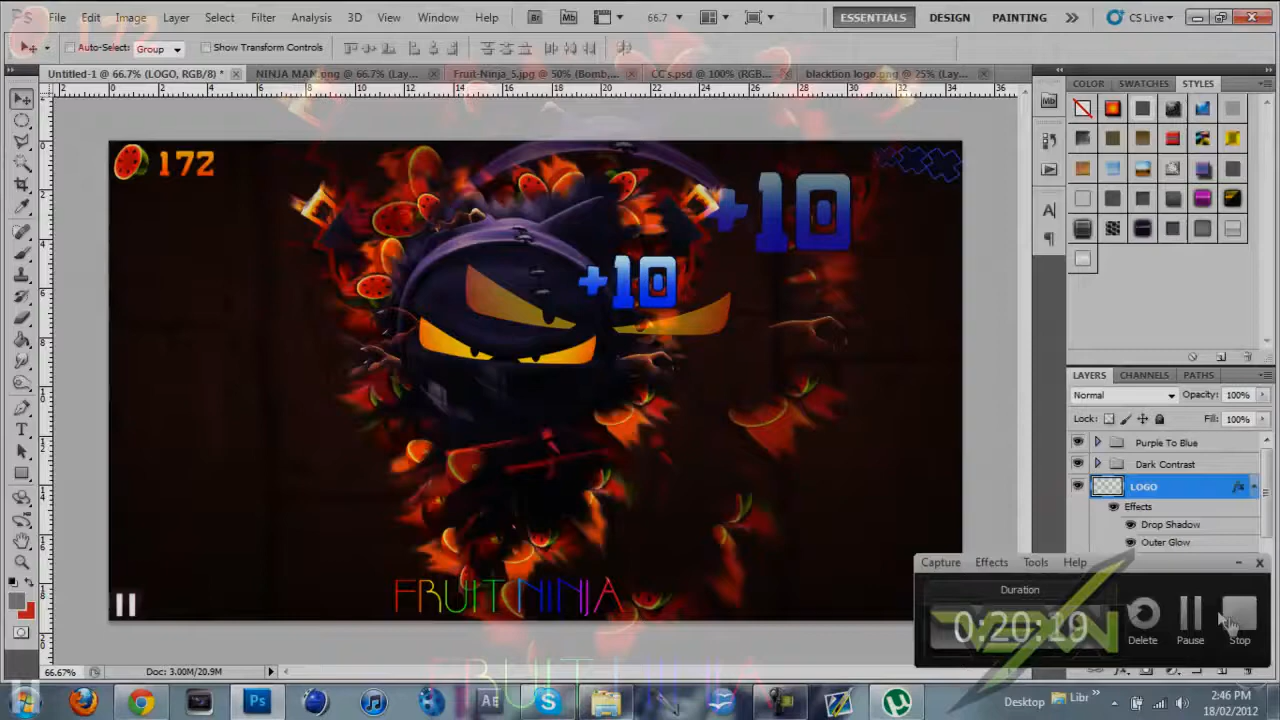 File Edit Image Layer Select Filter Analysis 3D View Window Help
Br Mb 66.7
ESSENTIALS DESIGN PAINTING CS Live
Auto-Select: Group Show Transform Controls
Untitled-1 @ 66.7% (LOGO, RGB/8) *
NINJA MAN.png @ 66.7% (Lay...
Fruit-Ninja_5.jpg @ 50% (Bomb,...
CC's.psd @ 100% (RGB...
blacktion logo.png @ 25% (Lay...
COLOR SWATCHES STYLES
172
172
+10
+10
FRUIT NINJA
LAYERS CHANNELS PATHS
Normal Opacity: 100%
Lock: Fill: 100%
Purple To Blue
Dark Contrast
LOGO fx
Effects
Drop Shadow
Outer Glow
Capture Effects Tools Help
Duration
0:20:19
Delete Pause Stop
66.67% Doc: 3.00M/20.9M
Ps AE
Desktop Libr »
2:46 PM
18/02/2012